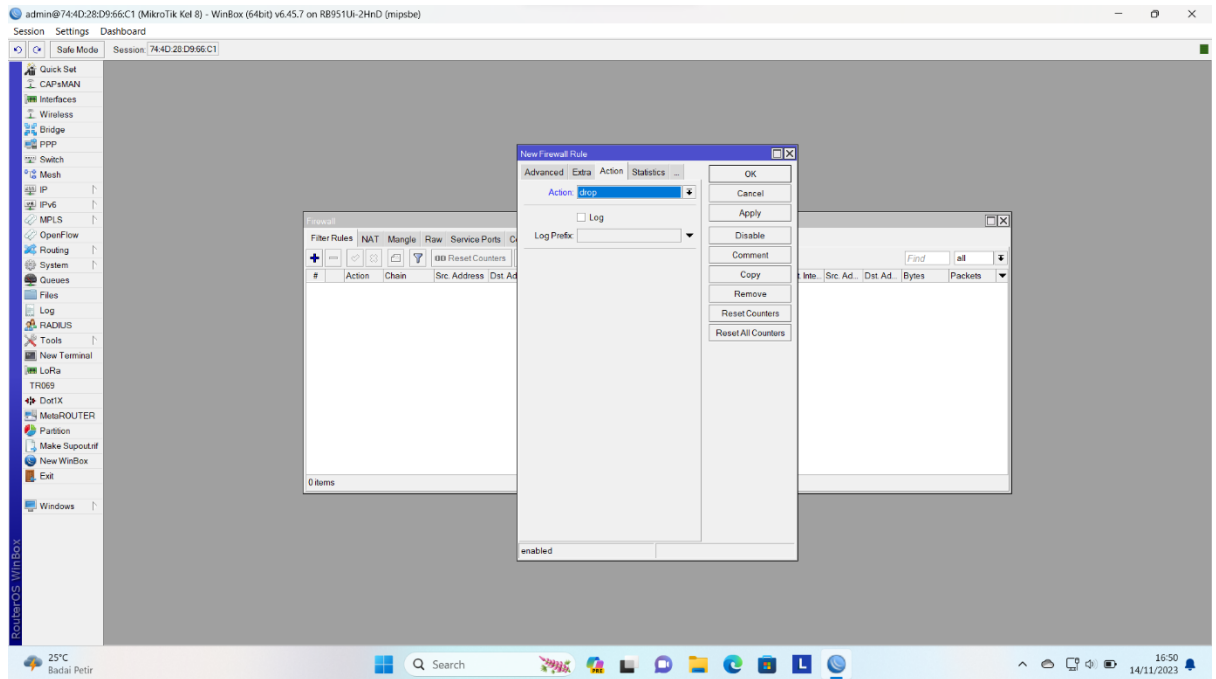 admin@74:4D:28:D9:66:C1 (MikroTik Kel 8) - WinBox (64bit) v6.45.7 on RB951Ui-2HnD (mipsbe)
Session Settings Dashboard
Safe Mode Session: 74:4D:28:D9:66:C1
Quick Set
CAPsMAN
Interfaces
Wireless
Bridge
PPP
Switch
Mesh
IP
IPv6
MPLS
OpenFlow
Routing
System
Queues
Files
Log
RADIUS
Tools
New Terminal
LoRa
TR069
Dot1X
MetaROUTER
Partition
Make Supout.rif
New WinBox
Exit
Windows
RouterOS WinBox
Firewall
Filter Rules NAT Mangle Raw Service Ports
00 Reset Counters
Find all
# Action Chain Src. Address Dst. Ad
t. Inte... Src. Ad... Dst. Ad... Bytes Packets
0 items
New Firewall Rule
Advanced Extra Action Statistics ...
Action: drop
Log
Log Prefix:
OK
Cancel
Apply
Disable
Comment
Copy
Remove
Reset Counters
Reset All Counters
enabled
25°C
Badai Petir
Search
PRE
L
16:50
14/11/2023